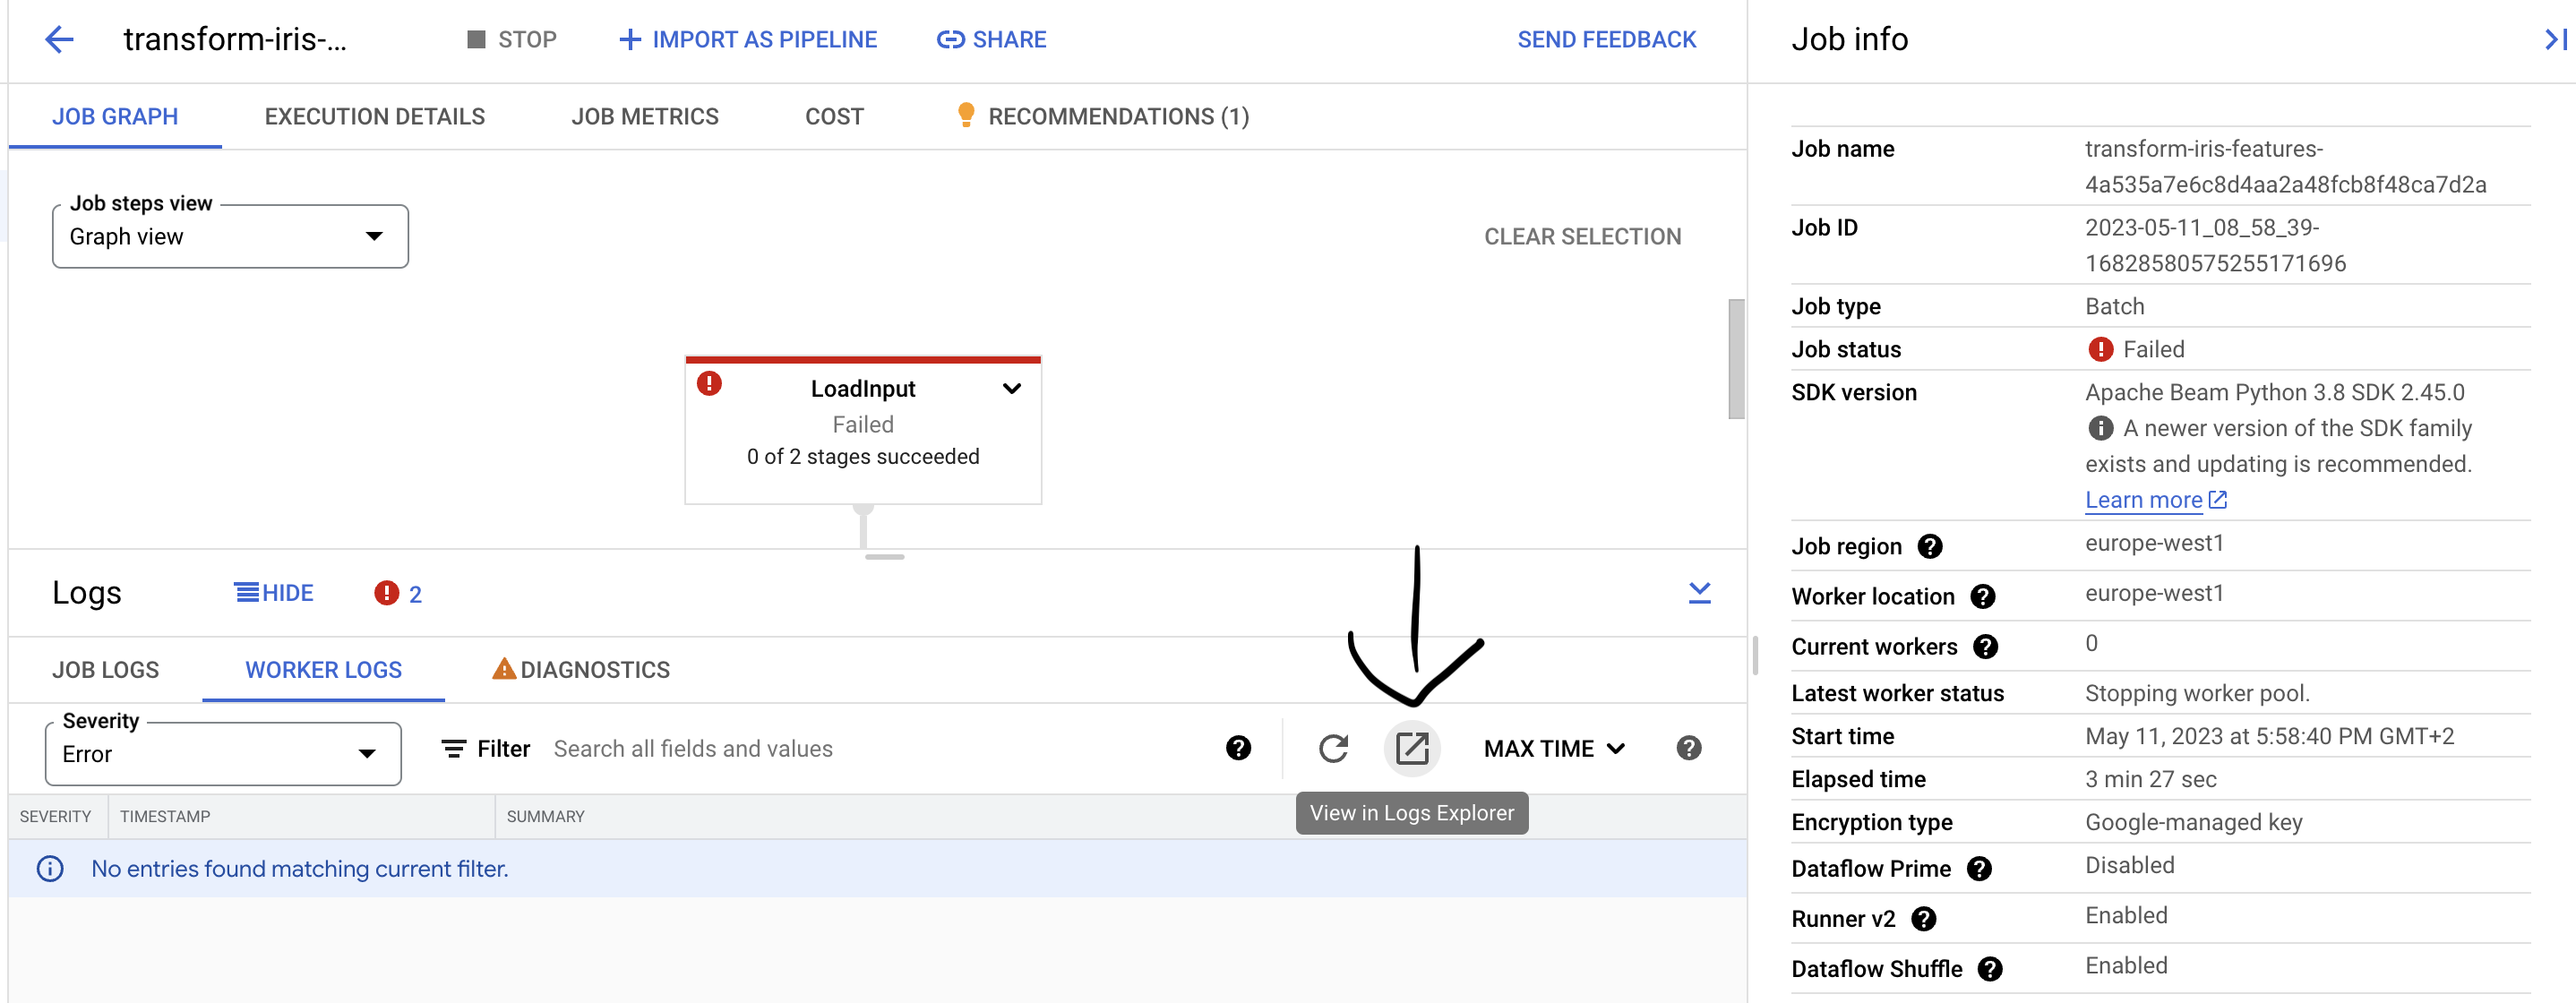 transform-iris-...
STOP
IMPORT AS PIPELINE
SHARE
SEND FEEDBACK
JOB GRAPH
EXECUTION DETAILS
JOB METRICS
COST
RECOMMENDATIONS (1)
Job steps view
Graph view
CLEAR SELECTION
LoadInput
Failed
0 of 2 stages succeeded
Logs
HIDE
2
JOB LOGS
WORKER LOGS
DIAGNOSTICS
Severity
Error
Filter
Search all fields and values
MAX TIME
View in Logs Explorer
SEVERITY
TIMESTAMP
SUMMARY
No entries found matching current filter.
Job info
Job name
transform-iris-features-
4a535a7e6c8d4aa2a48fcb8f48ca7d2a
Job ID
2023-05-11_08_58_39-
16828580575255171696
Job type
Batch
Job status
Failed
SDK version
Apache Beam Python 3.8 SDK 2.45.0
A newer version of the SDK family
exists and updating is recommended.
Learn more
Job region
europe-west1
Worker location
europe-west1
Current workers
0
Latest worker status
Stopping worker pool.
Start time
May 11, 2023 at 5:58:40 PM GMT+2
Elapsed time
3 min 27 sec
Encryption type
Google-managed key
Dataflow Prime
Disabled
Runner v2
Enabled
Dataflow Shuffle
Enabled